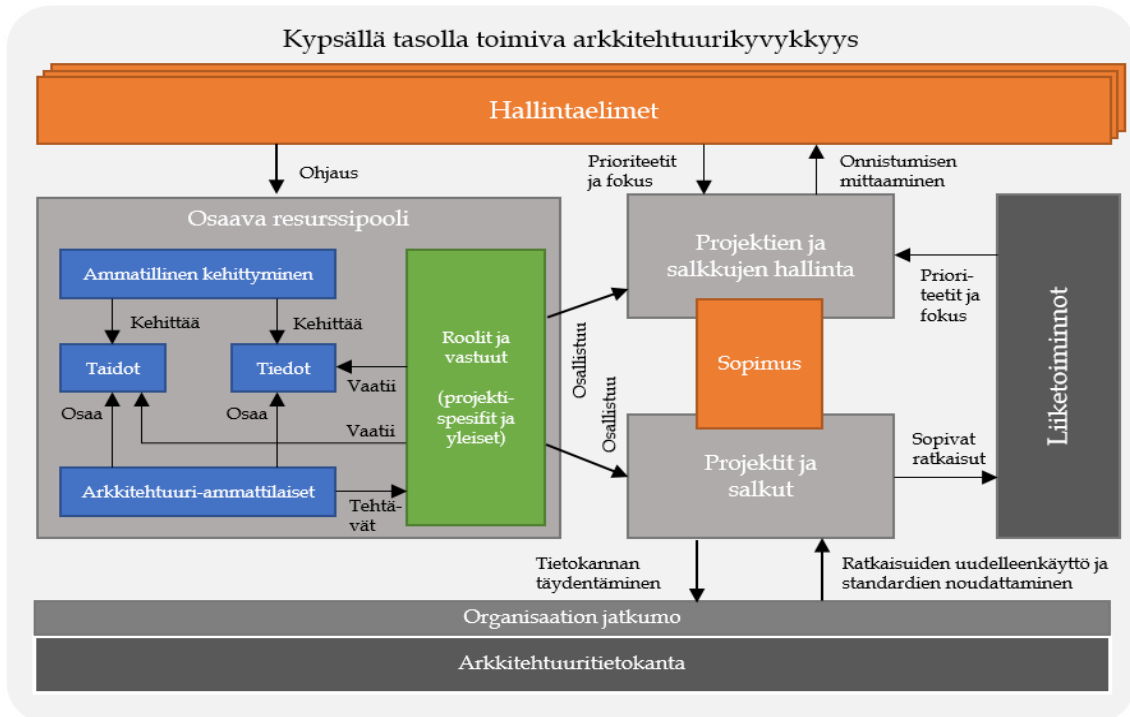 Kypsällä tasolla toimiva arkkitehtuurikyvykkyys
Hallintaelimet
Ohjaus
Prioriteetit
ja fokus
Onnistumisen
mittaaminen
Osaava resurssipooli
Ammatillinen kehittyminen
Kehittää
Kehittää
Taidot
Tiedot
Osaa
Osaa
Vaatii
Vaatii
Arkkitehtuuri-ammattilaiset
Tehtä-
vät
Roolit ja
vastuut
(projekti-
spesifit ja
yleiset)
Osallistuu
Osallistuu
Projektien ja
salkkujen hallinta
Sopimus
Projektit ja
salkut
Priori-
teetit ja
fokus
Sopivat
ratkaisut
Liiketoiminnot
Tietokannan
täydentäminen
Ratkaisuiden uudelleenkäyttö ja
standardien noudattaminen
Organisaation jatkumo
Arkkitehtuuritietokanta